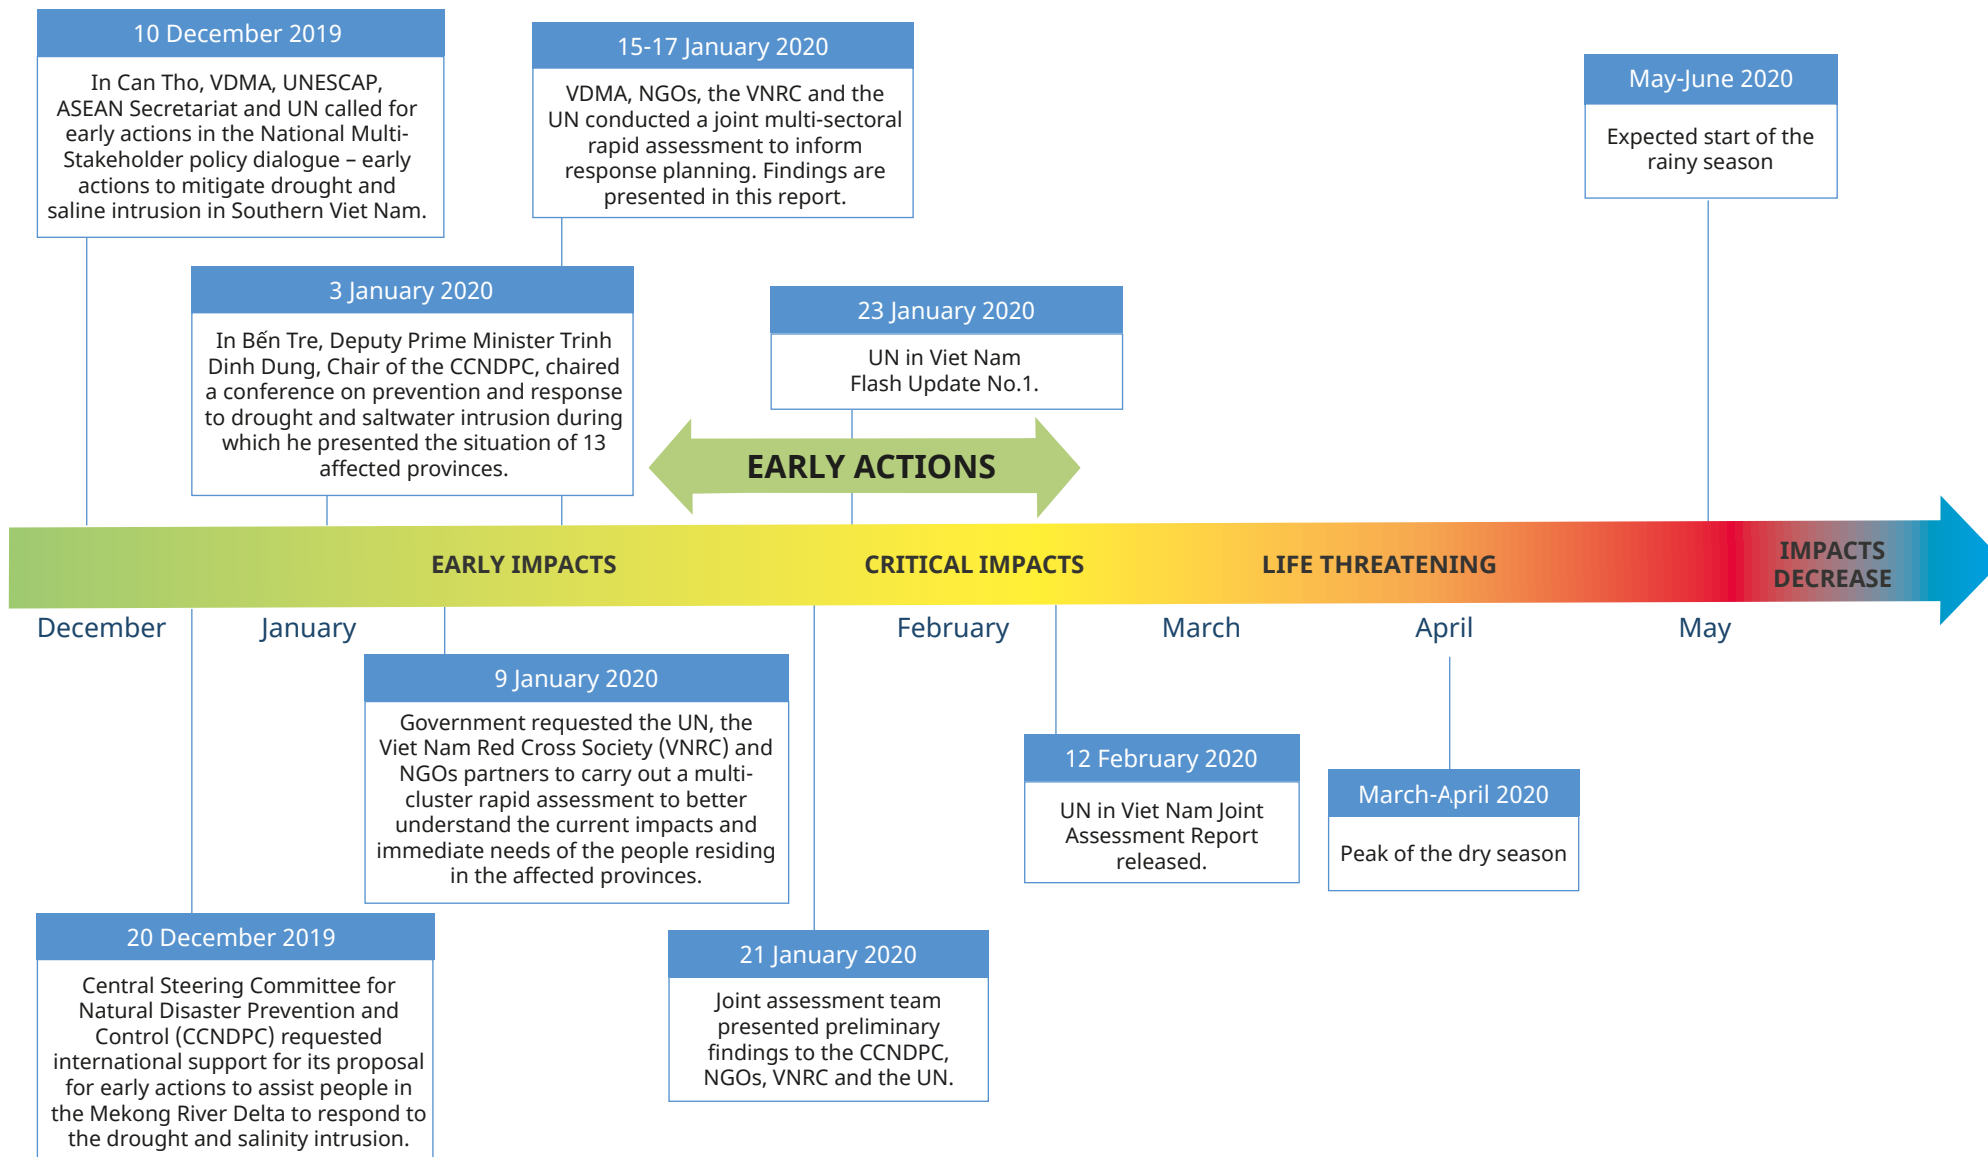 10 December 2019
In Can Tho, VDMA, UNESCAP,
ASEAN Secretariat and UN called for
early actions in the National Multi-
Stakeholder policy dialogue – early
actions to mitigate drought and
saline intrusion in Southern Viet Nam.
15-17 January 2020
VDMA, NGOs, the VNRC and the
UN conducted a joint multi-sectoral
rapid assessment to inform
response planning. Findings are
presented in this report.
May-June 2020
Expected start of the
rainy season
3 January 2020
In Bến Tre, Deputy Prime Minister Trinh
Dinh Dung, Chair of the CCNDPC, chaired
a conference on prevention and response
to drought and saltwater intrusion during
which he presented the situation of 13
affected provinces.
23 January 2020
UN in Viet Nam
Flash Update No.1.
EARLY ACTIONS
EARLY IMPACTS
CRITICAL IMPACTS
LIFE THREATENING
IMPACTS
DECREASE
December
January
February
March
April
May
9 January 2020
Government requested the UN, the
Viet Nam Red Cross Society (VNRC) and
NGOs partners to carry out a multi-
cluster rapid assessment to better
understand the current impacts and
immediate needs of the people residing
in the affected provinces.
12 February 2020
UN in Viet Nam Joint
Assessment Report
released.
March-April 2020
Peak of the dry season
20 December 2019
Central Steering Committee for
Natural Disaster Prevention and
Control (CCNDPC) requested
international support for its proposal
for early actions to assist people in
the Mekong River Delta to respond to
the drought and salinity intrusion.
21 January 2020
Joint assessment team
presented preliminary
findings to the CCNDPC,
NGOs, VNRC and the UN.